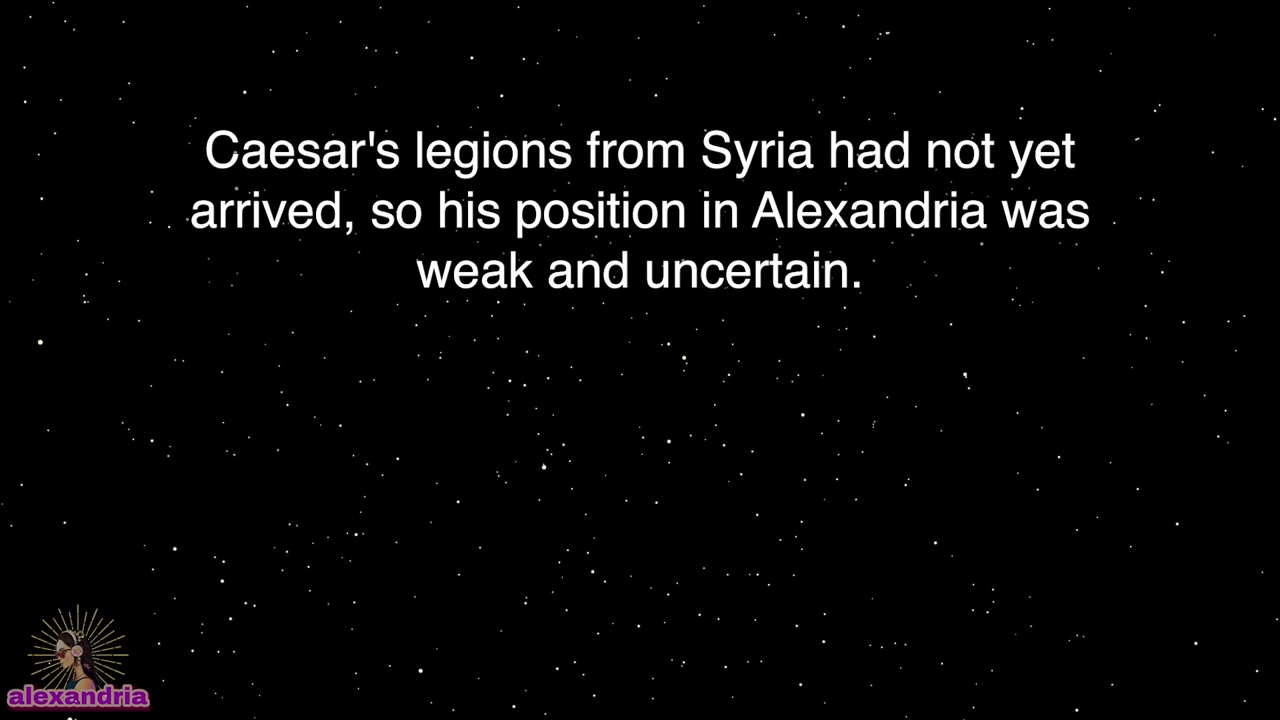 Caesar's legions from Syria had not yet
arrived, so his position in Alexandria was
weak and uncertain.
alexandria